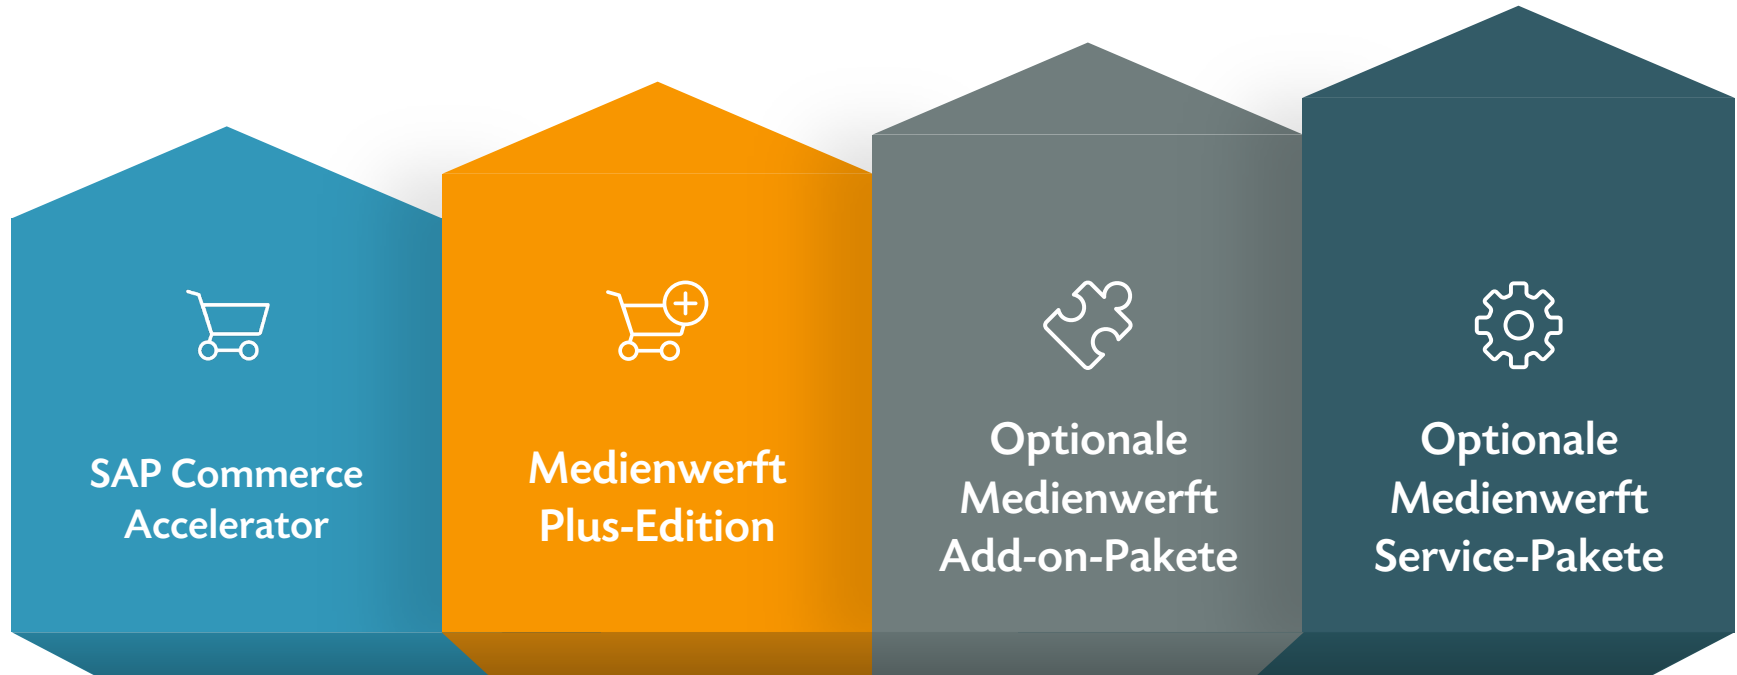 SAP Commerce
Accelerator
Medienwerft
Plus-Edition
Optionale
Medienwerft
Add-on-Pakete
Optionale
Medienwerft
Service-Pakete